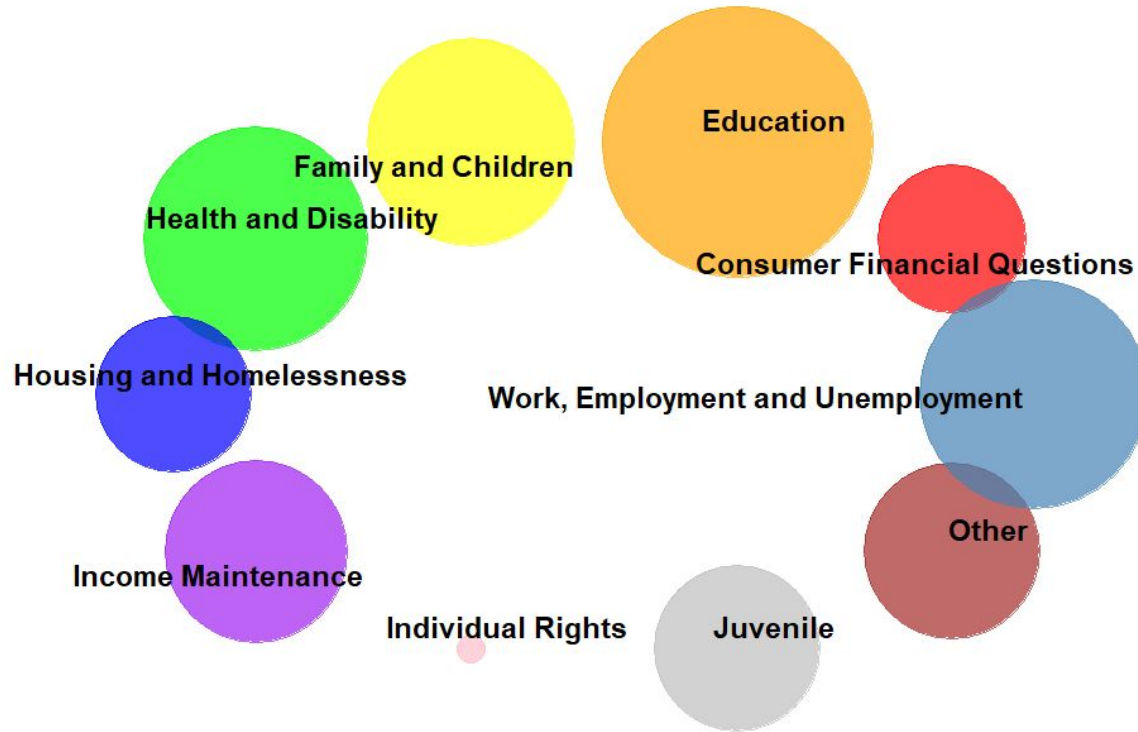 Education
Family and Children
Health and Disability
Consumer Financial Questions
Housing and Homelessness
Work, Employment and Unemployment
Other
Income Maintenance
Individual Rights
Juvenile